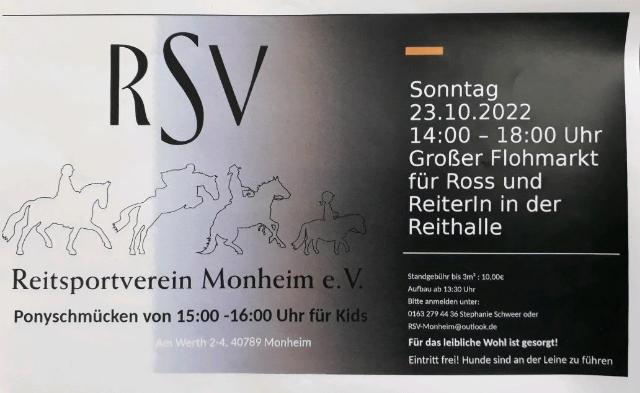 RSV
Reitsportverein Monheim e.V.
Ponyschmücken von 15:00 -16:00 Uhr für Kids
Am Werth 2-4, 40789 Monheim
Sonntag
23.10.2022
14:00 – 18:00 Uhr
Großer Flohmarkt
für Ross und
ReiterIn in der
Reithalle
Standgebühr bis 3m² : 10,00€
Aufbau ab 13:30 Uhr
Bitte anmelden unter:
0163 279 44 36 Stephanie Schweer oder
RSV-Monheim@outlook.de
Für das leibliche Wohl ist gesorgt!
Eintritt frei! Hunde sind an der Leine zu führen